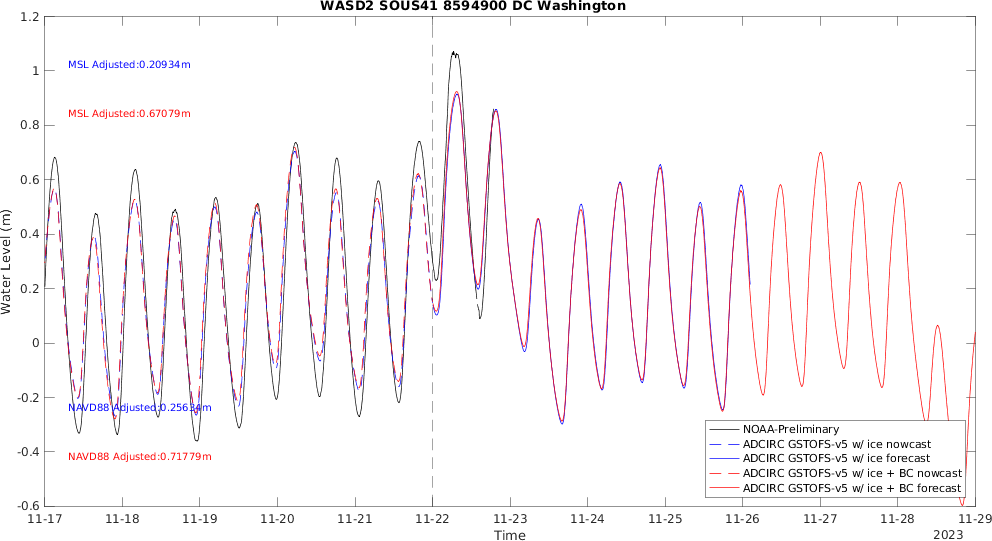 WASD2 SOUS41 8594900 DC Washington
1.2
1
0.8
0.6
0.4
0.2
0
-0.2
-0.4
-0.6
Water Level (m)
MSL Adjusted:0.20934m
MSL Adjusted:0.67079m
NAVD88 Adjusted:0.25634m
NAVD88 Adjusted:0.71779m
NOAA-Preliminary
ADCIRC GSTOFS-v5 w/ ice nowcast
ADCIRC GSTOFS-v5 w/ ice forecast
ADCIRC GSTOFS-v5 w/ ice + BC nowcast
ADCIRC GSTOFS-v5 w/ ice + BC forecast
11-17 11-18 11-19 11-20 11-21 11-22 11-23 11-24 11-25 11-26 11-27 11-28 11-29
Time
2023